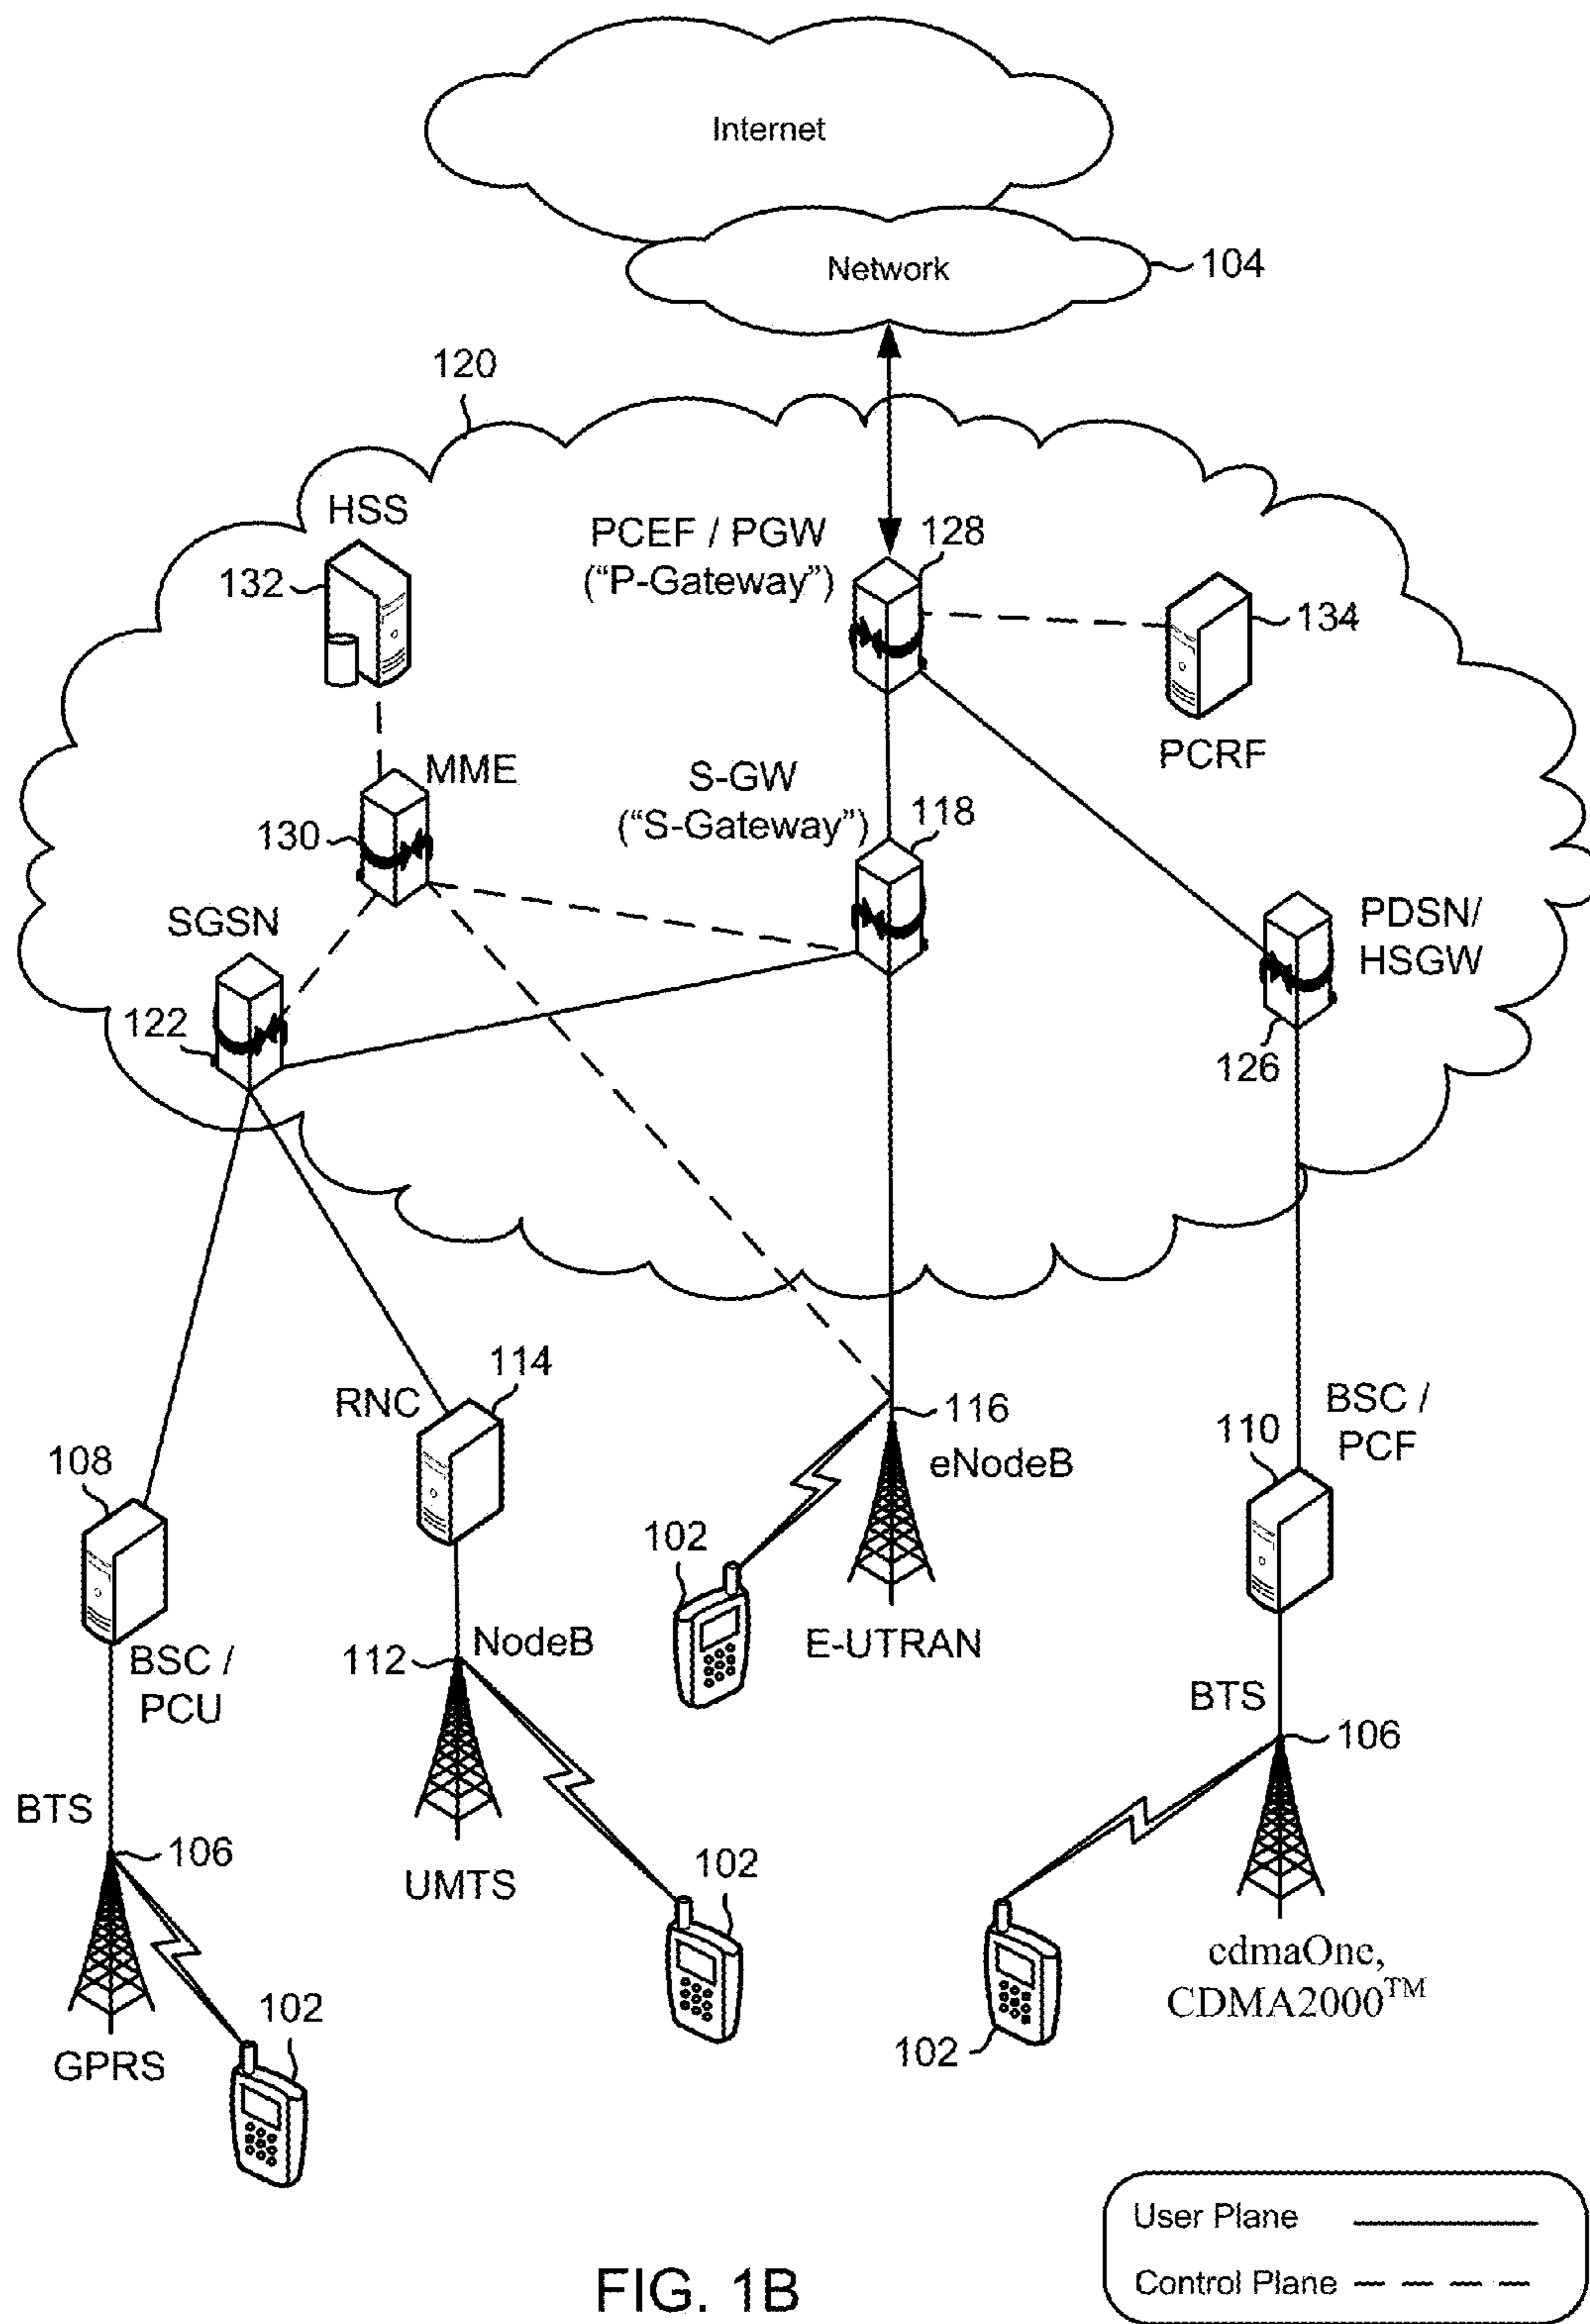 Internet
Network
104
120
HSS
132
PCEF / PGW
("P-Gateway")
128
134
PCRF
MME
130
S-GW
("S-Gateway")
118
SGSN
122
PDSN/
HSGW
126
114
RNC
116
eNodeB
BSC /
PCF
110
108
102
E-UTRAN
BSC /
PCU
NodeB
112
BTS
106
BTS
106
UMTS
102
cdmaOne,
CDMA2000™
102
GPRS
102
User Plane
Control Plane
FIG. 1B